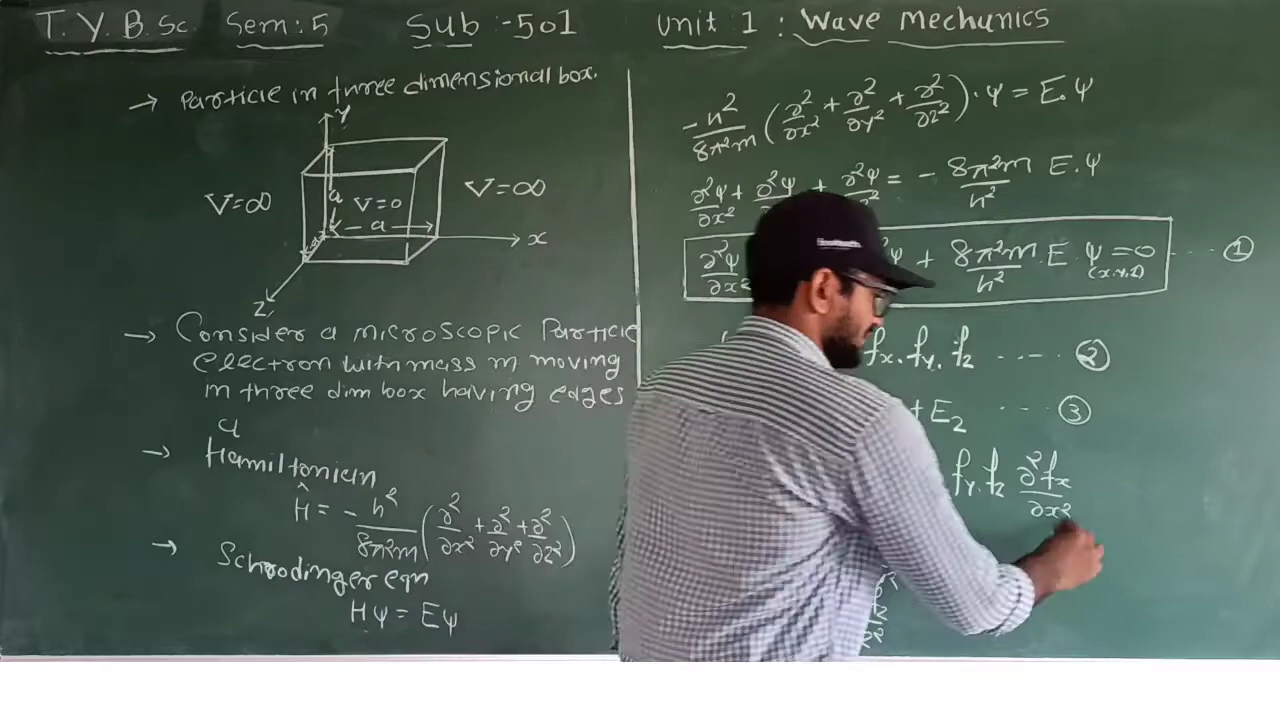 T. Y. B. Sc. Sem : 5 Sub :- 501 Unit 1 : Wave Mechanics
→ Particle in three dimensional box.
Y
V=∞ a V=0 V=∞
a
x
Z
→ Consider a microscopic Particle
electron with mass m moving
in three dim box having edges
a
→ Hamiltonian
Ĥ = - h²/8π²m (∂²/∂x² + ∂²/∂y² + ∂²/∂z²)
→ Schrodinger eqn
Hψ = Eψ
-h²/8π²m (∂²/∂x² + ∂²/∂y² + ∂²/∂z²) · ψ = E.ψ
∂²ψ/∂x² + ∂²ψ + ∂²ψ = - 8π²m/h² E.ψ
∂²ψ/∂x² ψ + 8π²m/h² E ψ(x,y,z) = 0 --- ①
fx. fy. fz ---- ②
+ E₂ --- ③
fy. fz ∂²fx/∂x²